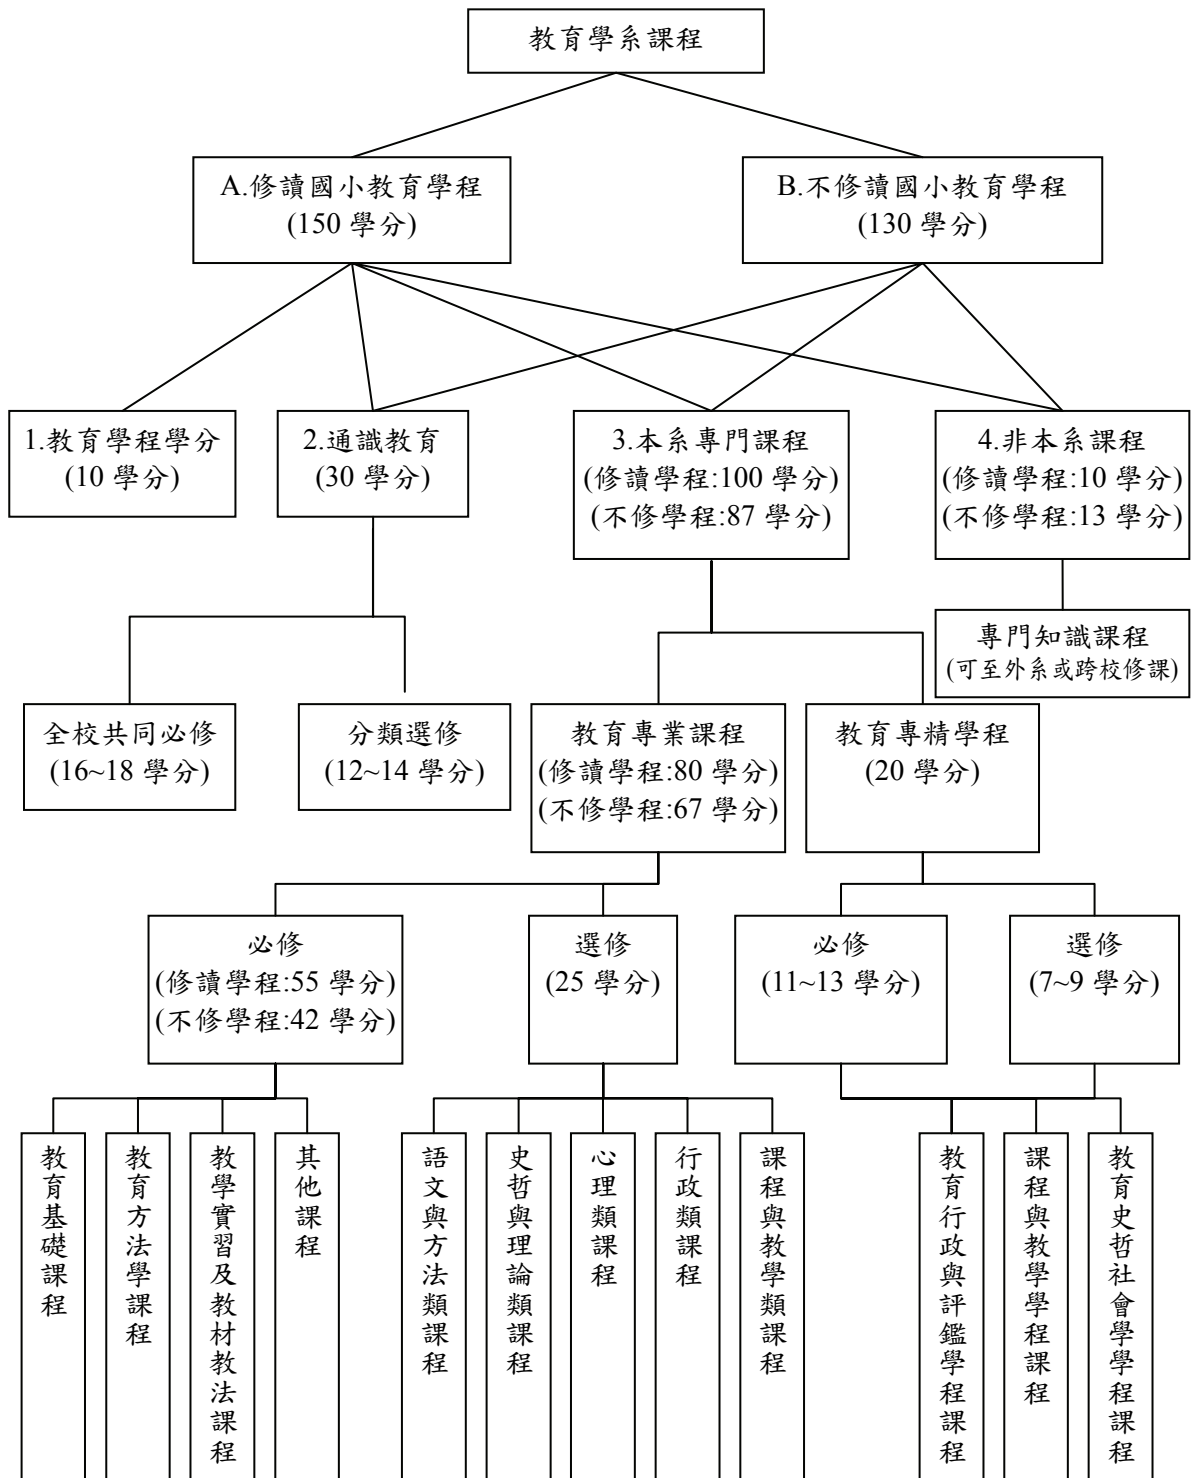 教育學系課程
A.修讀國小教育學程
(150 學分)
B.不修讀國小教育學程
(130 學分)
1.教育學程學分
(10 學分)
2.通識教育
(30 學分)
3.本系專門課程
(修讀學程:100 學分)
(不修學程:87 學分)
4.非本系課程
(修讀學程:10 學分)
(不修學程:13 學分)
專門知識課程
(可至外系或跨校修課)
全校共同必修
(16~18 學分)
分類選修
(12~14 學分)
教育專業課程
(修讀學程:80 學分)
(不修學程:67 學分)
教育專精學程
(20 學分)
必修
(修讀學程:55 學分)
(不修學程:42 學分)
選修
(25 學分)
必修
(11~13 學分)
選修
(7~9 學分)
教育基礎課程
教育方法學課程
教學實習及教材教法課程
其他課程
語文與方法類課程
史哲與理論類課程
心理類課程
行政類課程
課程與教學類課程
教育行政與評鑑學程課程
課程與教學學程課程
教育史哲社會學學程課程